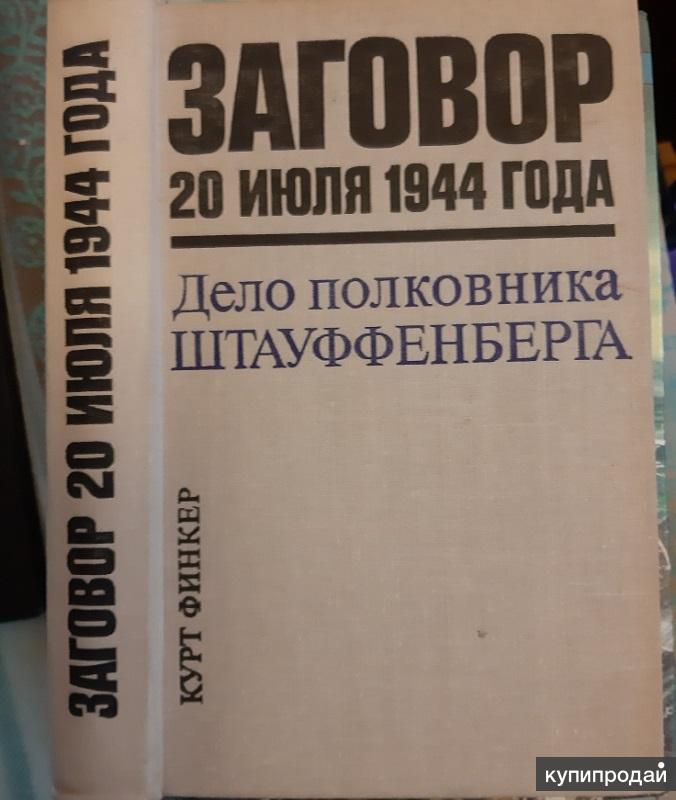 ЗАГОВОР 20 ИЮЛЯ 1944 ГОДА
ЗАГОВОР
20 ИЮЛЯ 1944 ГОДА
Дело полковника
ШТАУФФЕНБЕРГА
КУРТ ФИНКЕР
купипродай